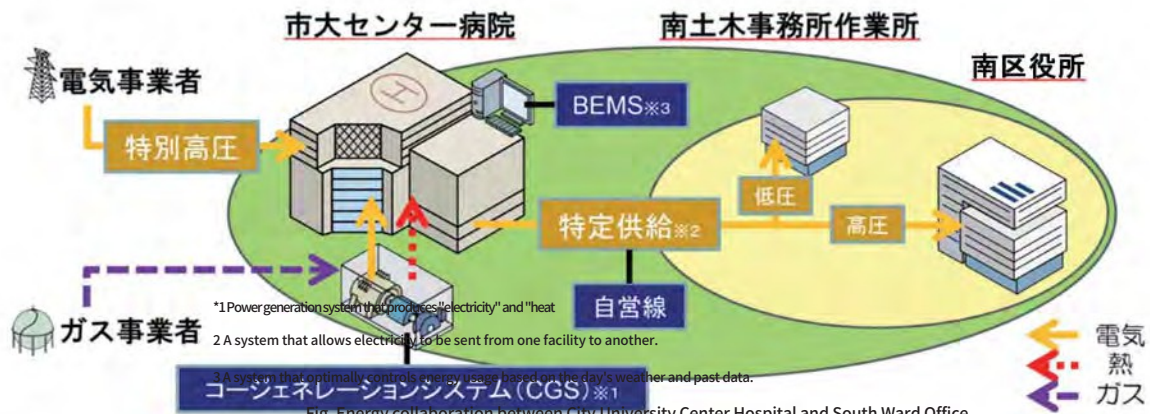 市大センター病院
南土木事務所作業所
南区役所
電気事業者
特別高圧
BEMS※3
低圧
特定供給※2
高圧
自営線
ガス事業者
*1 Power generation system that produces "electricity" and "heat
2 A system that allows electricity to be sent from one facility to another.
3 A system that optimally controls energy usage based on the day's weather and past data.
コージェネレーションシステム(CGS)※1
電気
熱
ガス
Fig. Energy collaboration between City University Center Hospital and South Ward Office